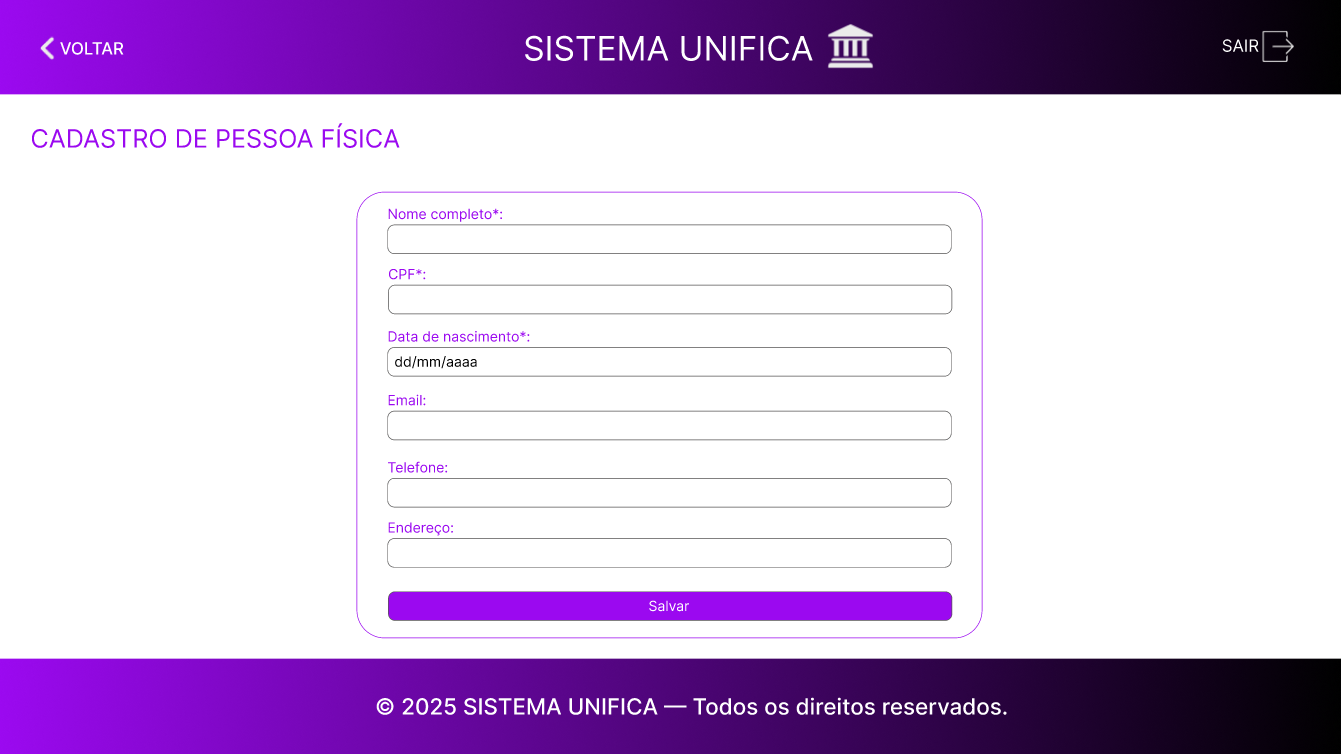 VOLTAR
SISTEMA UNIFICA
SAIR
CADASTRO DE PESSOA FÍSICA
Nome completo*:
CPF*:
Data de nascimento*:
dd/mm/aaaa
Email:
Telefone:
Endereço:
Salvar
© 2025 SISTEMA UNIFICA — Todos os direitos reservados.